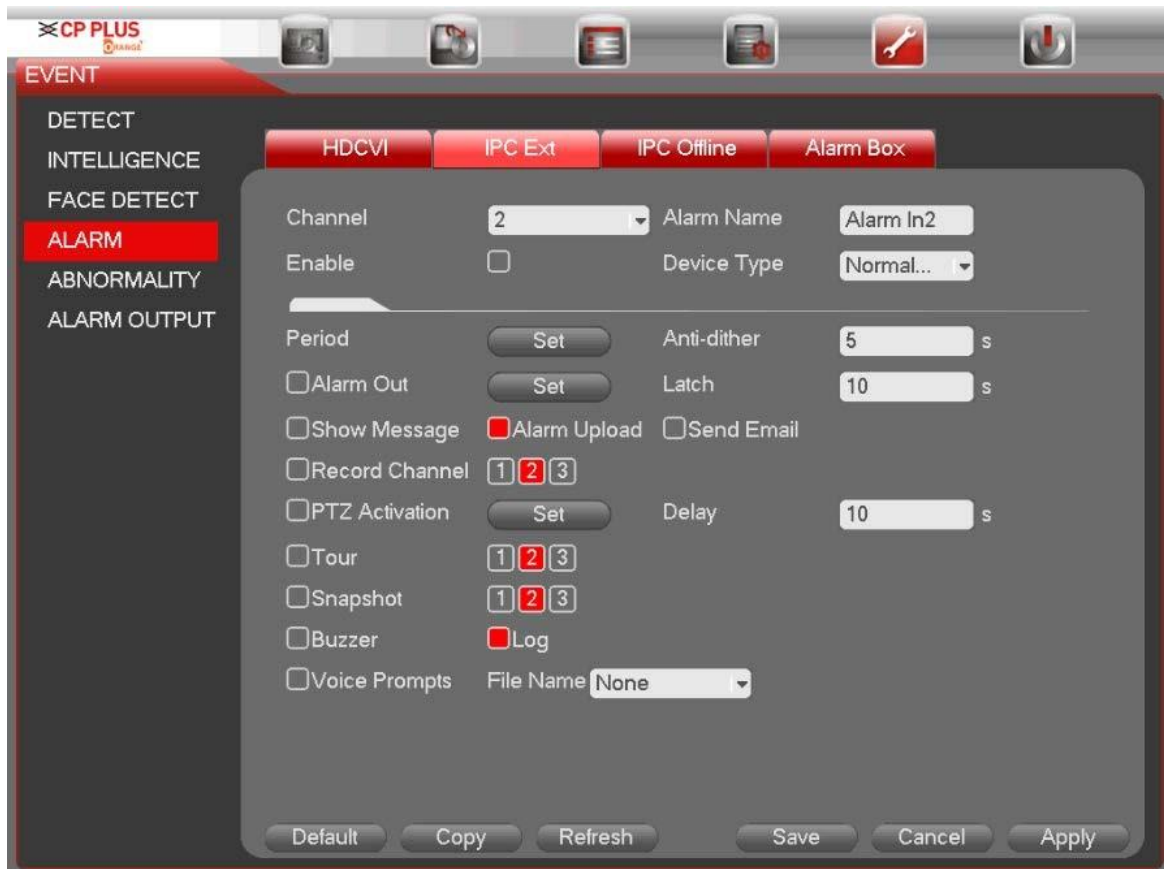 CP PLUS
ORANGE
EVENT
DETECT
INTELLIGENCE
FACE DETECT
ALARM
ABNORMALITY
ALARM OUTPUT
HDCVI IPC Ext IPC Offline Alarm Box
Channel 2 Alarm Name Alarm In2
Enable Device Type Normal...
Period Set Anti-dither 5 s
Alarm Out Set Latch 10 s
Show Message Alarm Upload Send Email
Record Channel 1 2 3
PTZ Activation Set Delay 10 s
Tour 1 2 3
Snapshot 1 2 3
Buzzer Log
Voice Prompts File Name None
Default Copy Refresh Save Cancel Apply